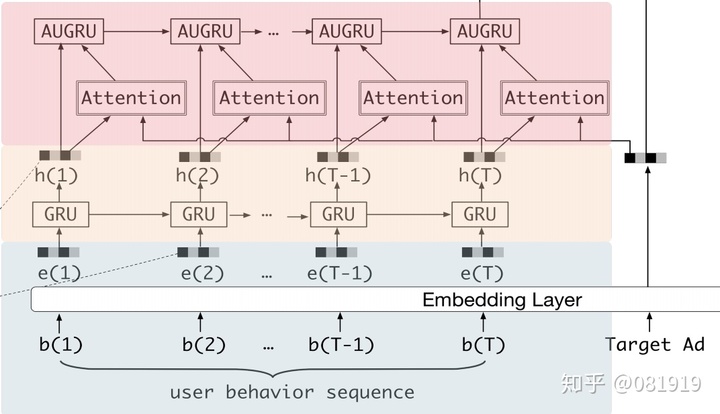 AUGRU AUGRU ... AUGRU AUGRU
Attention Attention Attention Attention
h(1) h(2) h(T-1) h(T)
GRU GRU ... GRU GRU
e(1) e(2) ... e(T-1) e(T)
Embedding Layer
b(1) b(2) ... b(T-1) b(T) Target Ad
user behavior sequence
知乎 @081919